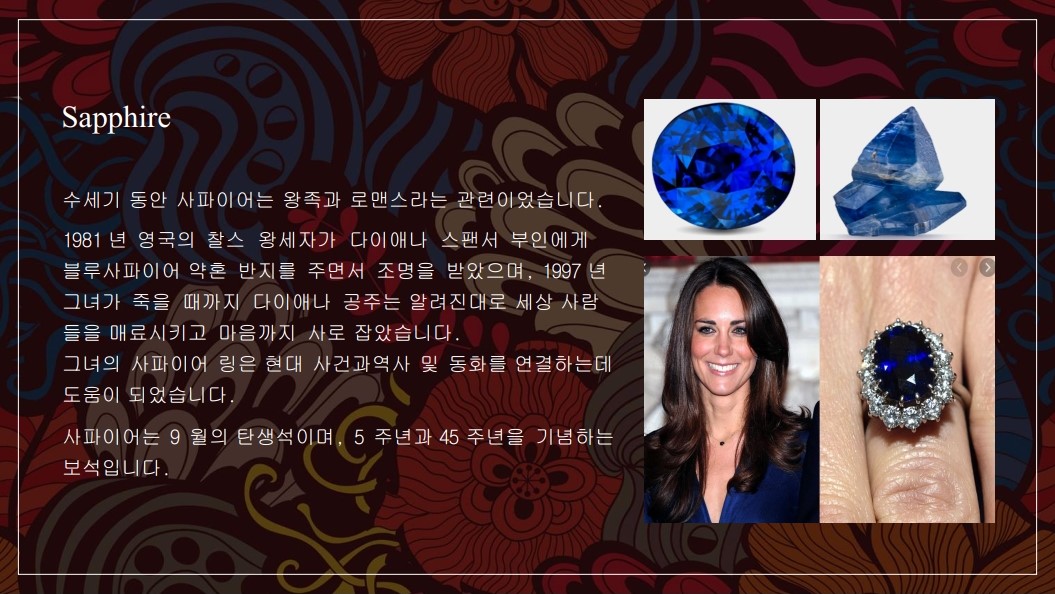 Sapphire
수세기 동안 사파이어는 왕족과 로맨스라는 관련이었습니다.
1981 년 영국의 찰스 왕세자가 다이애나 스팬서 부인에게
블루사파이어 약혼 반지를 주면서 조명을 받았으며, 1997 년
그녀가 죽을 때까지 다이애나 공주는 알려진대로 세상 사람
들을 매료시키고 마음까지 사로 잡았습니다.
그녀의 사파이어 링은 현대 사건과역사 및 동화를 연결하는데
도움이 되었습니다.
사파이어는 9 월의 탄생석이며, 5 주년과 45 주년을 기념하는
보석입니다.